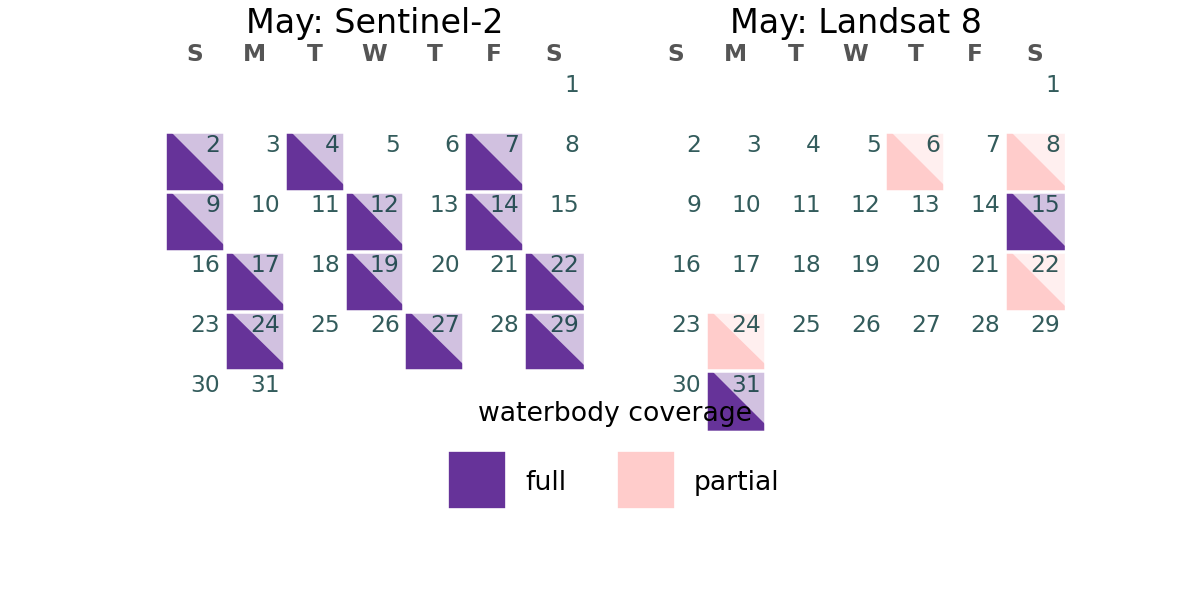 May: Sentinel-2
S M T W T F S
1
2 3 4 5 6 7 8
9 10 11 12 13 14 15
16 17 18 19 20 21 22
23 24 25 26 27 28 29
30 31
May: Landsat 8
S M T W T F S
1
2 3 4 5 6 7 8
9 10 11 12 13 14 15
16 17 18 19 20 21 22
23 24 25 26 27 28 29
30 31
waterbody coverage
full partial